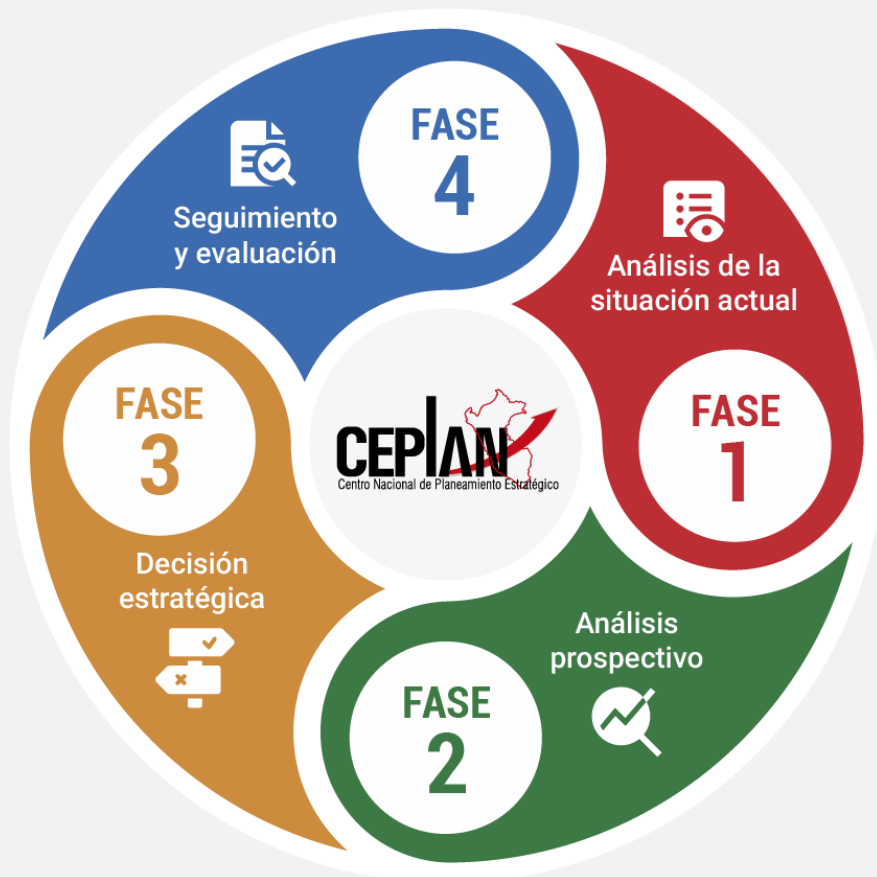 FASE
1
Análisis de la
situación actual
FASE
2
Análisis
prospectivo
FASE
3
Decisión
estratégica
FASE
4
Seguimiento
y evaluación
CEPLAN
Centro Nacional de Planeamiento Estratégico